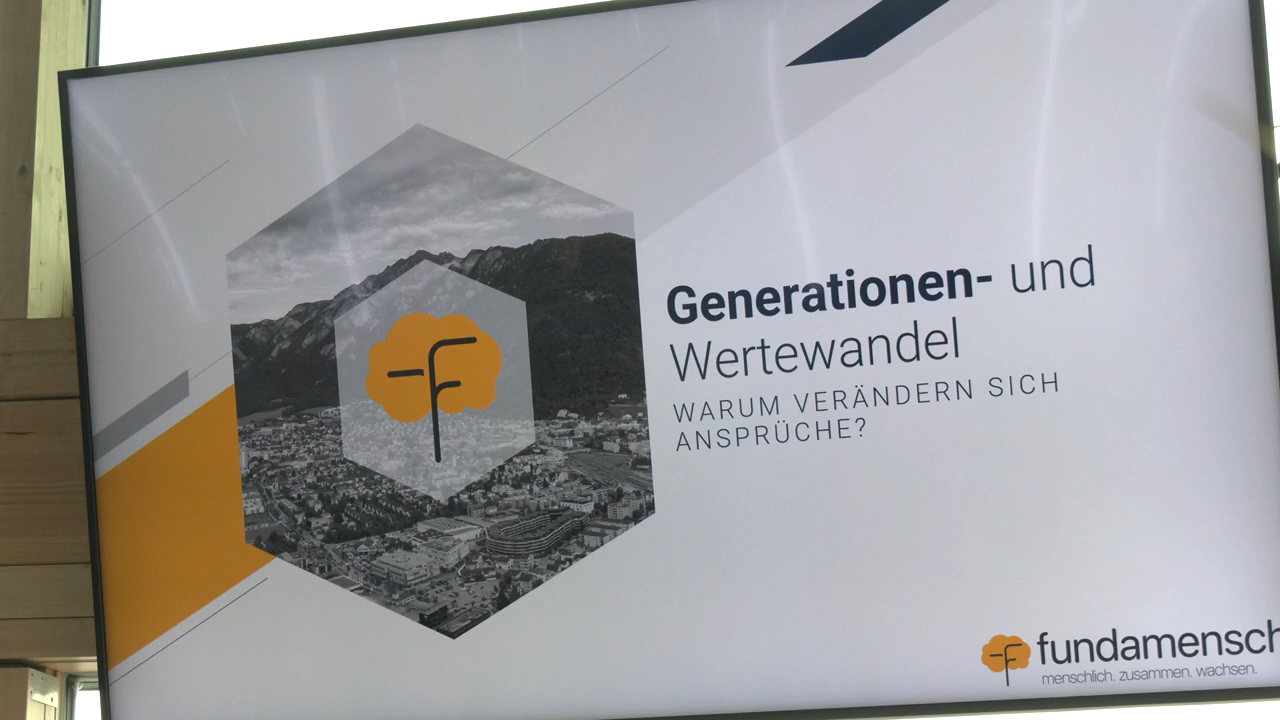 Generationen- und
Wertewandel
WARUM VERÄNDERN SICH
ANSPRÜCHE?
fundamensch
menschlich. zusammen. wachsen.